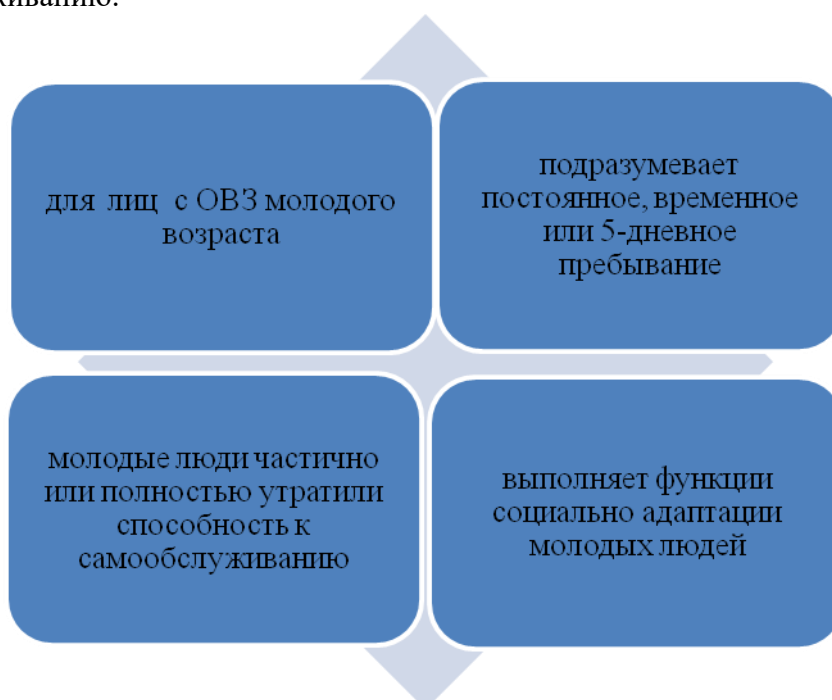 для лиц с ОВЗ молодого
возраста
подразумевает
постоянное, временное
или 5-дневное
пребывание
молодые люди частично
или полностью утратили
способность к
самообслуживанию
выполняет функции
социально адаптации
молодых людей